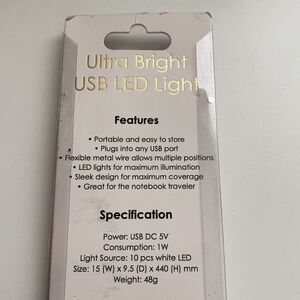 Ultra Bright
USB LED Light
Features
• Portable and easy to store
• Plugs into any USB port
• Flexible metal wire allows multiple positions
• LED lights for maximum illumination
• Sleek design for maximum coverage
• Great for the notebook traveler
Specification
Power: USB DC 5V
Consumption: 1W
Light Source: 10 pcs white LED
Size: 15 (W) x 9.5 (D) x 440 (H) mm
Weight: 48g